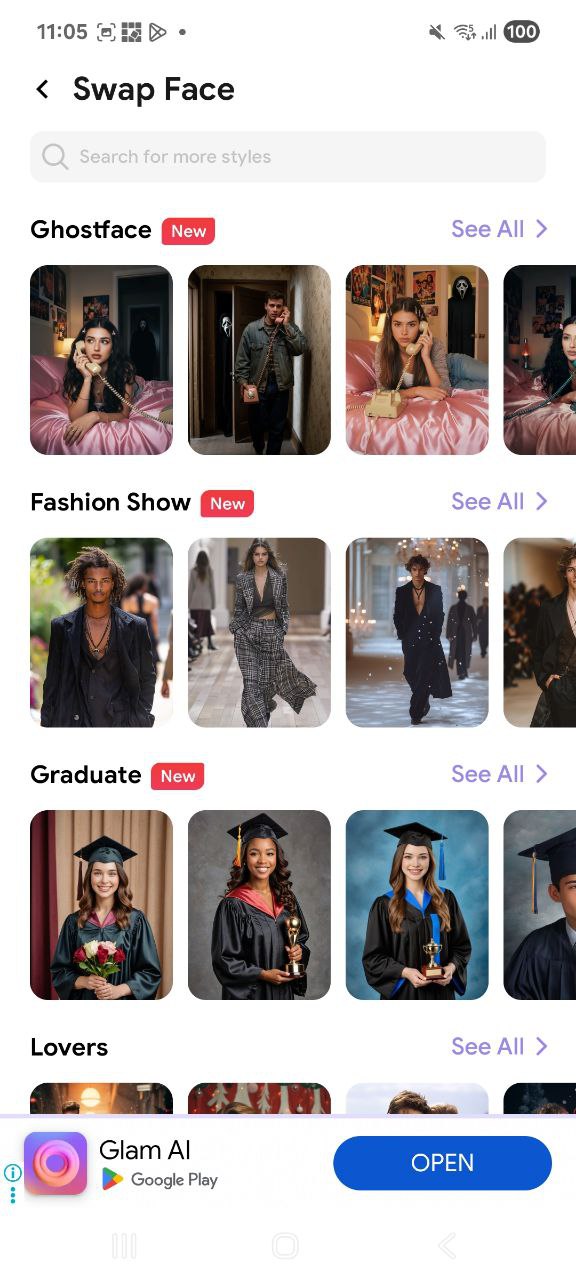 11:05
100
Swap Face
Search for more styles
Ghostface New See All
Fashion Show New See All
Graduate New See All
Lovers See All
Glam AI
Google Play
OPEN